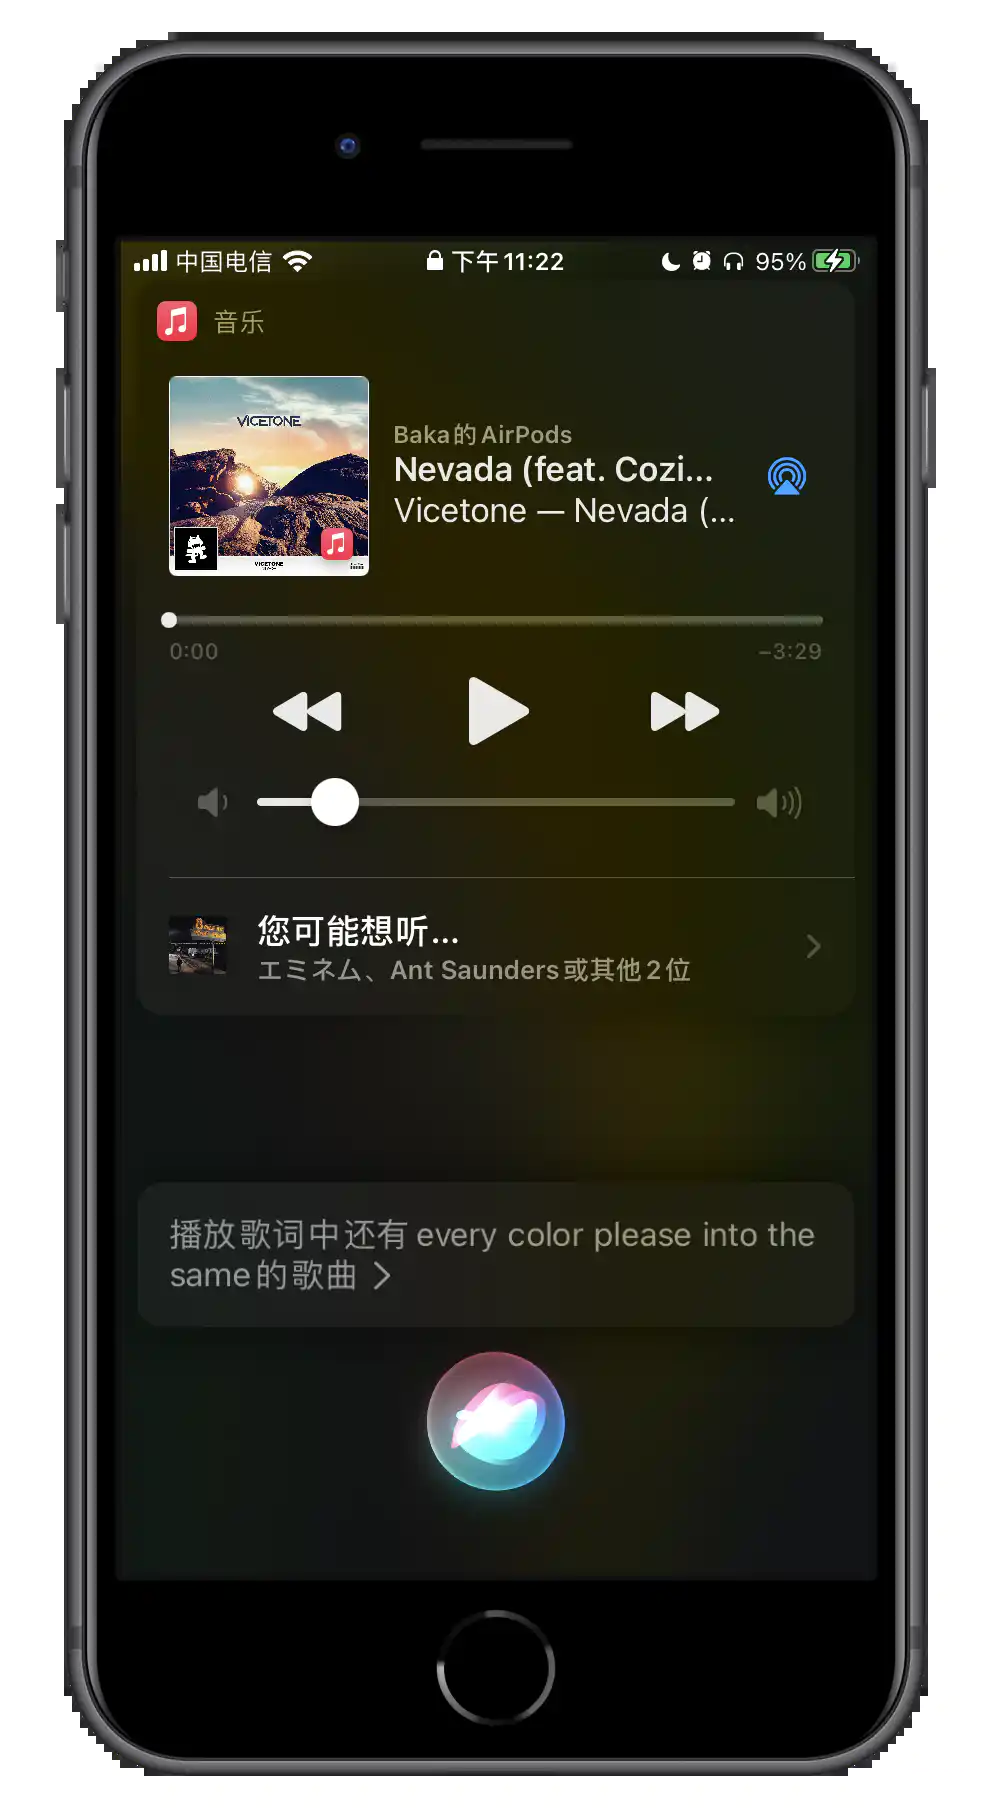 中国电信
下午11:22
95%
音乐
VICETONE
VICETONE
Baka的AirPods
Nevada (feat. Cozi...
Vicetone — Nevada (...
0:00
−3:29
您可能想听...
エミネム、Ant Saunders或其他2位
播放歌词中还有 every color please into the
same的歌曲